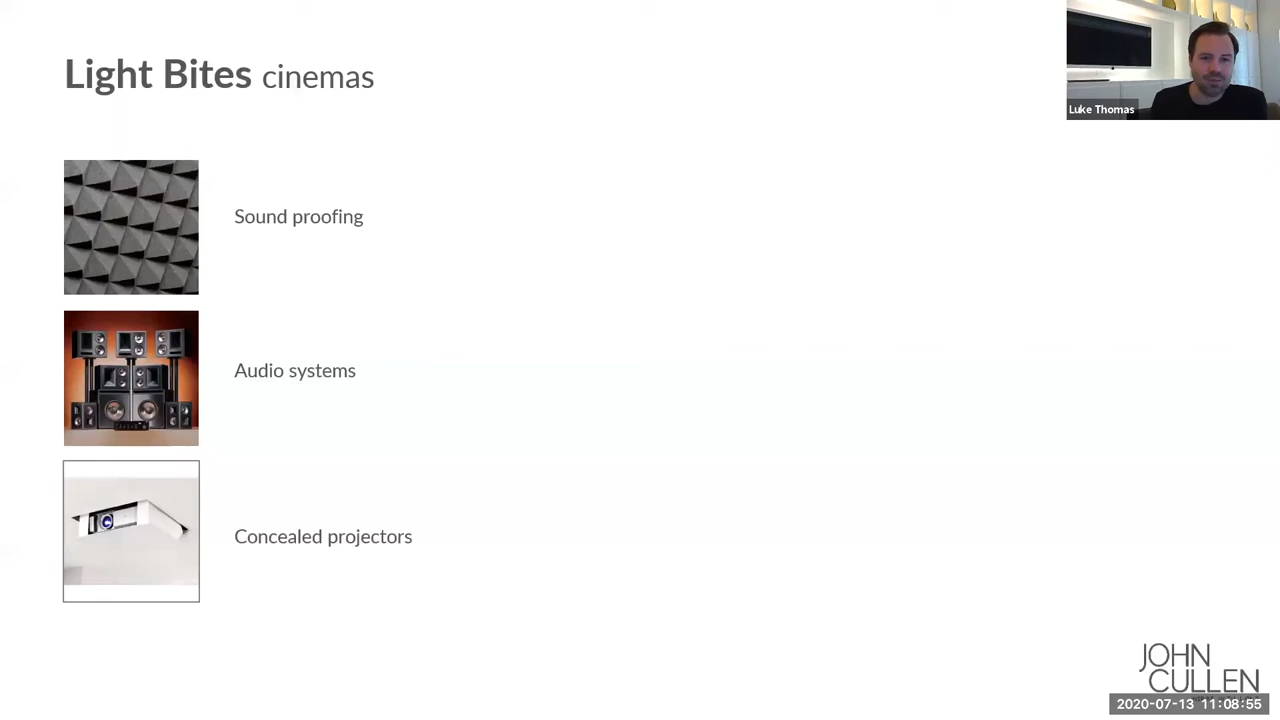 Light Bites cinemas
Luke Thomas
Sound proofing
Audio systems
Concealed projectors
JOHN
CULLEN
2020-07-13 11:08:55